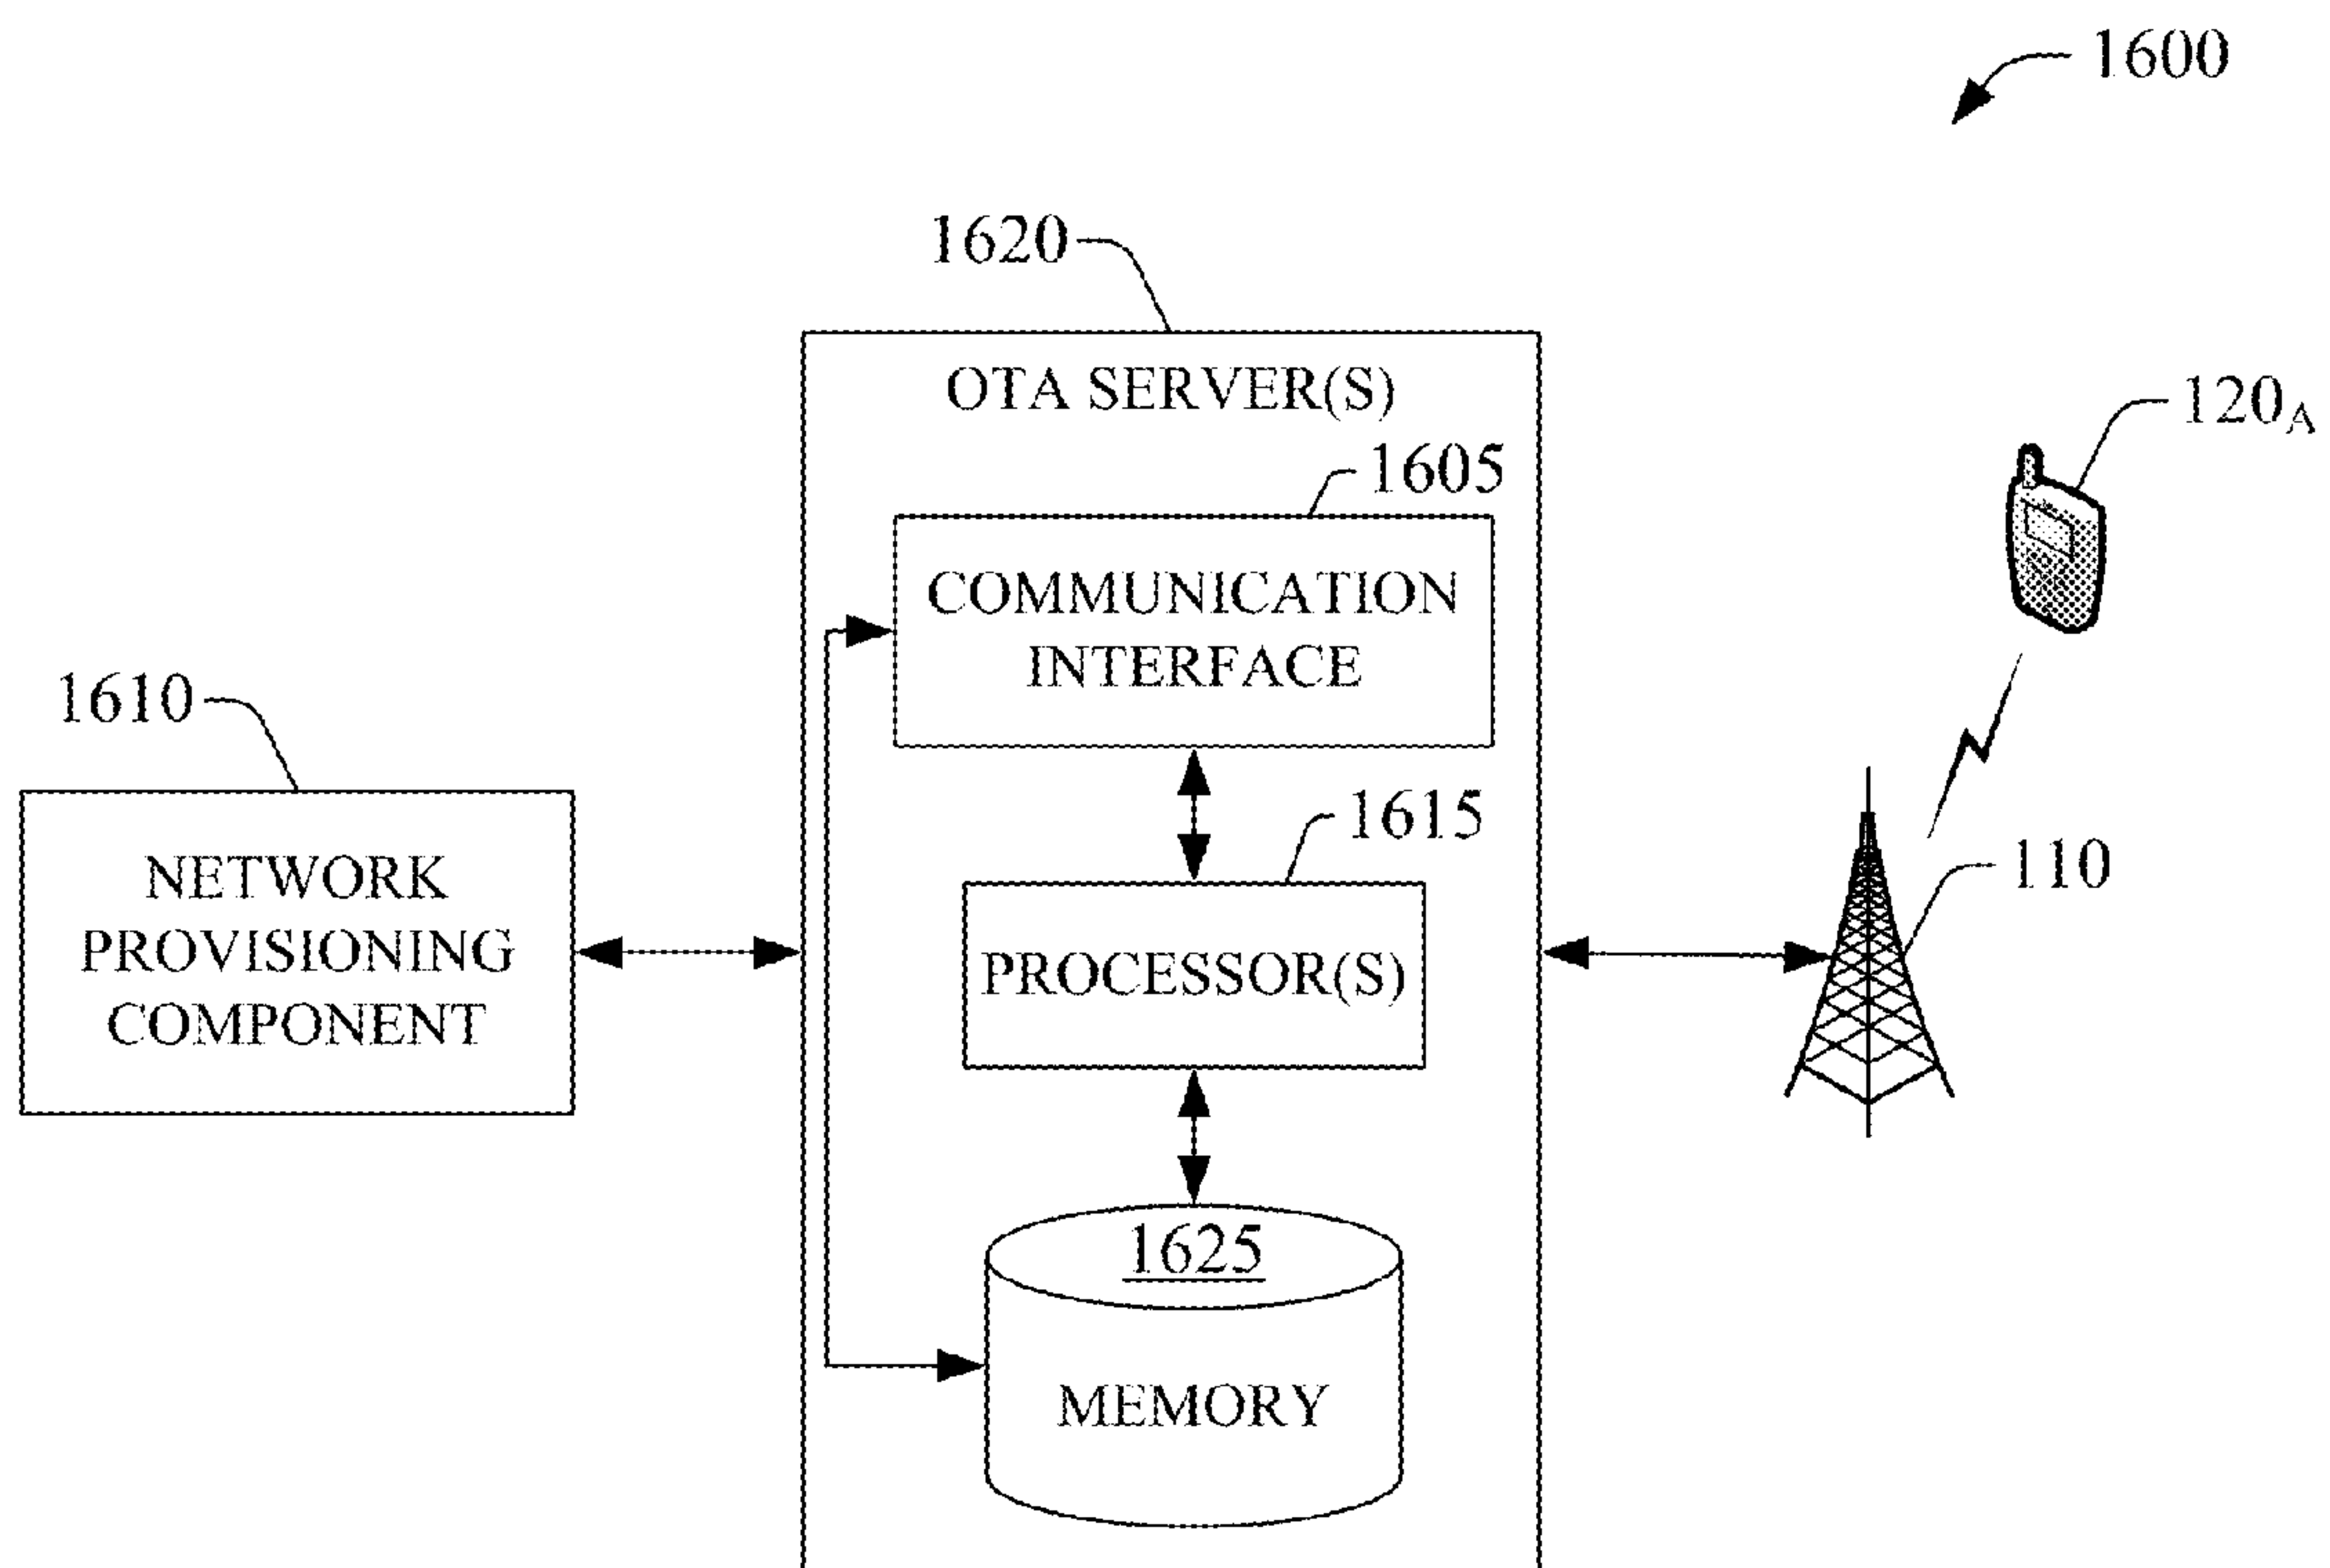 1600
1620
OTA SERVER(S)
120A
1605
COMMUNICATION
INTERFACE
1610
1615
110
NETWORK
PROVISIONING
COMPONENT
PROCESSOR(S)
1625
MEMORY